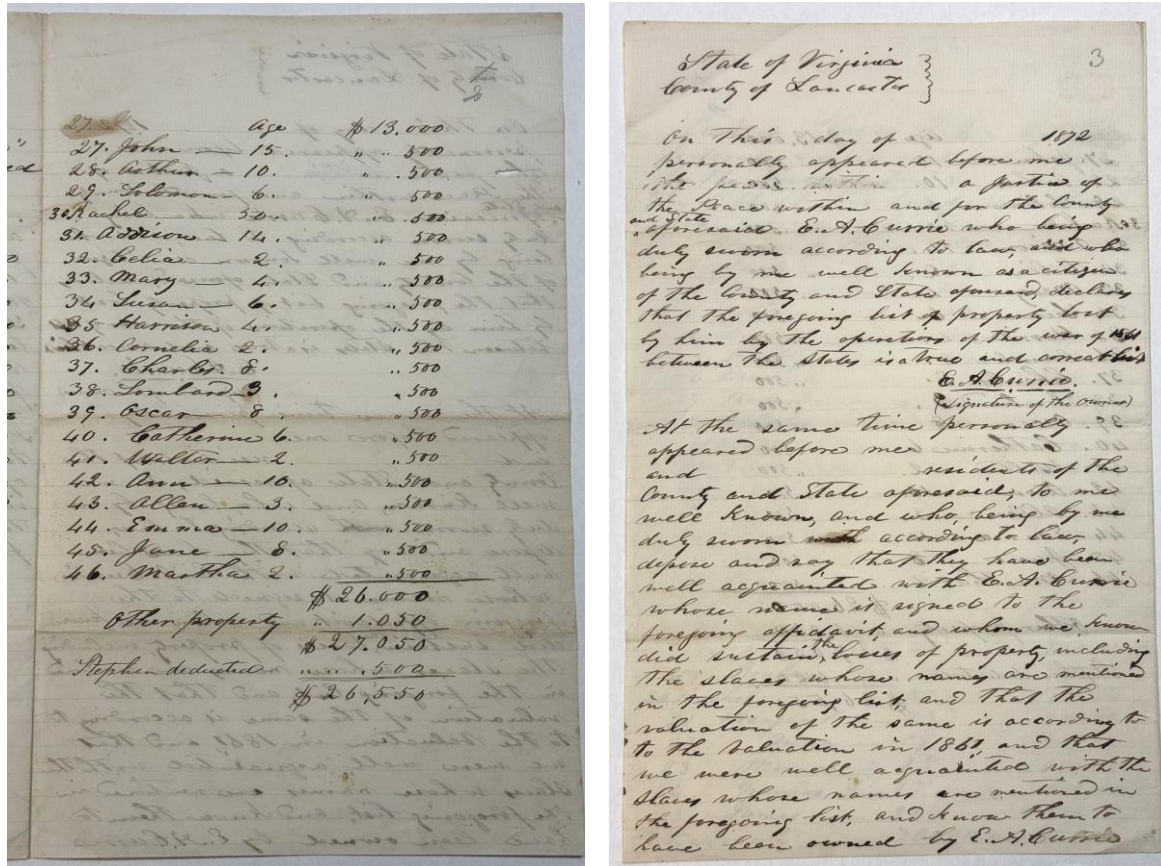 27.
Age $13.000
27. John — 15. " " 500
28. Arthur — 10. " . 500
29. Solomon — 6. " 500
30 Rachel 50. " . 500
31. Addison 14. 500
32. Celia — 2. " 500
33. Mary — 4. " 500
34 Susan — 6. " 500
35 Harrison 4. " 500
36. Cornelia 2. " 500
37. Charles 8. " 500
38. Lombard 3. " 500
39. Oscar — 8 " 500
40. Catherine 6. " 500
41. Walter — 2. " 500
42. Ann — 10. " 500
43. Allen — 3. " 500
44. Emma — 10. " 500
45. Jane — 8. " 500
46. Martha 2. " 500
$26.000
Other property " 1.050
$27.050
Stephen deducted " " . 500
$26,550
3
State of Virginia
County of Lancaster
On this day of 1872
personally appeared before me
a Justice of
the Peace within and for the County
and State
aforesaid E. A. Currie who being
duly sworn according to law, and who
being by me well known as a citizen
of the County and State aforesaid, declares
that the foregoing list of property lost
by him by the operations of the war of 1861
between the States is a true and correct list
E. A. Currie.
(Signature of the owner)
At the same time personally
appeared before me
and residents of the
County and State aforesaid, to me
well known, and who, being by me
duly sworn according to law,
depose and say that they have been
well acquainted with E. A. Currie
whose name is signed to the
foregoing affidavit, and whom we know
did sustain, the losses of property, including
the slaves whose names are mentioned
in the foregoing list, and that the
valuation of the same is according to
to the valuation in 1861, and that
we were well acquainted with the
slaves whose names are mentioned in
the foregoing list, and know them to
have been owned by E. A. Currie